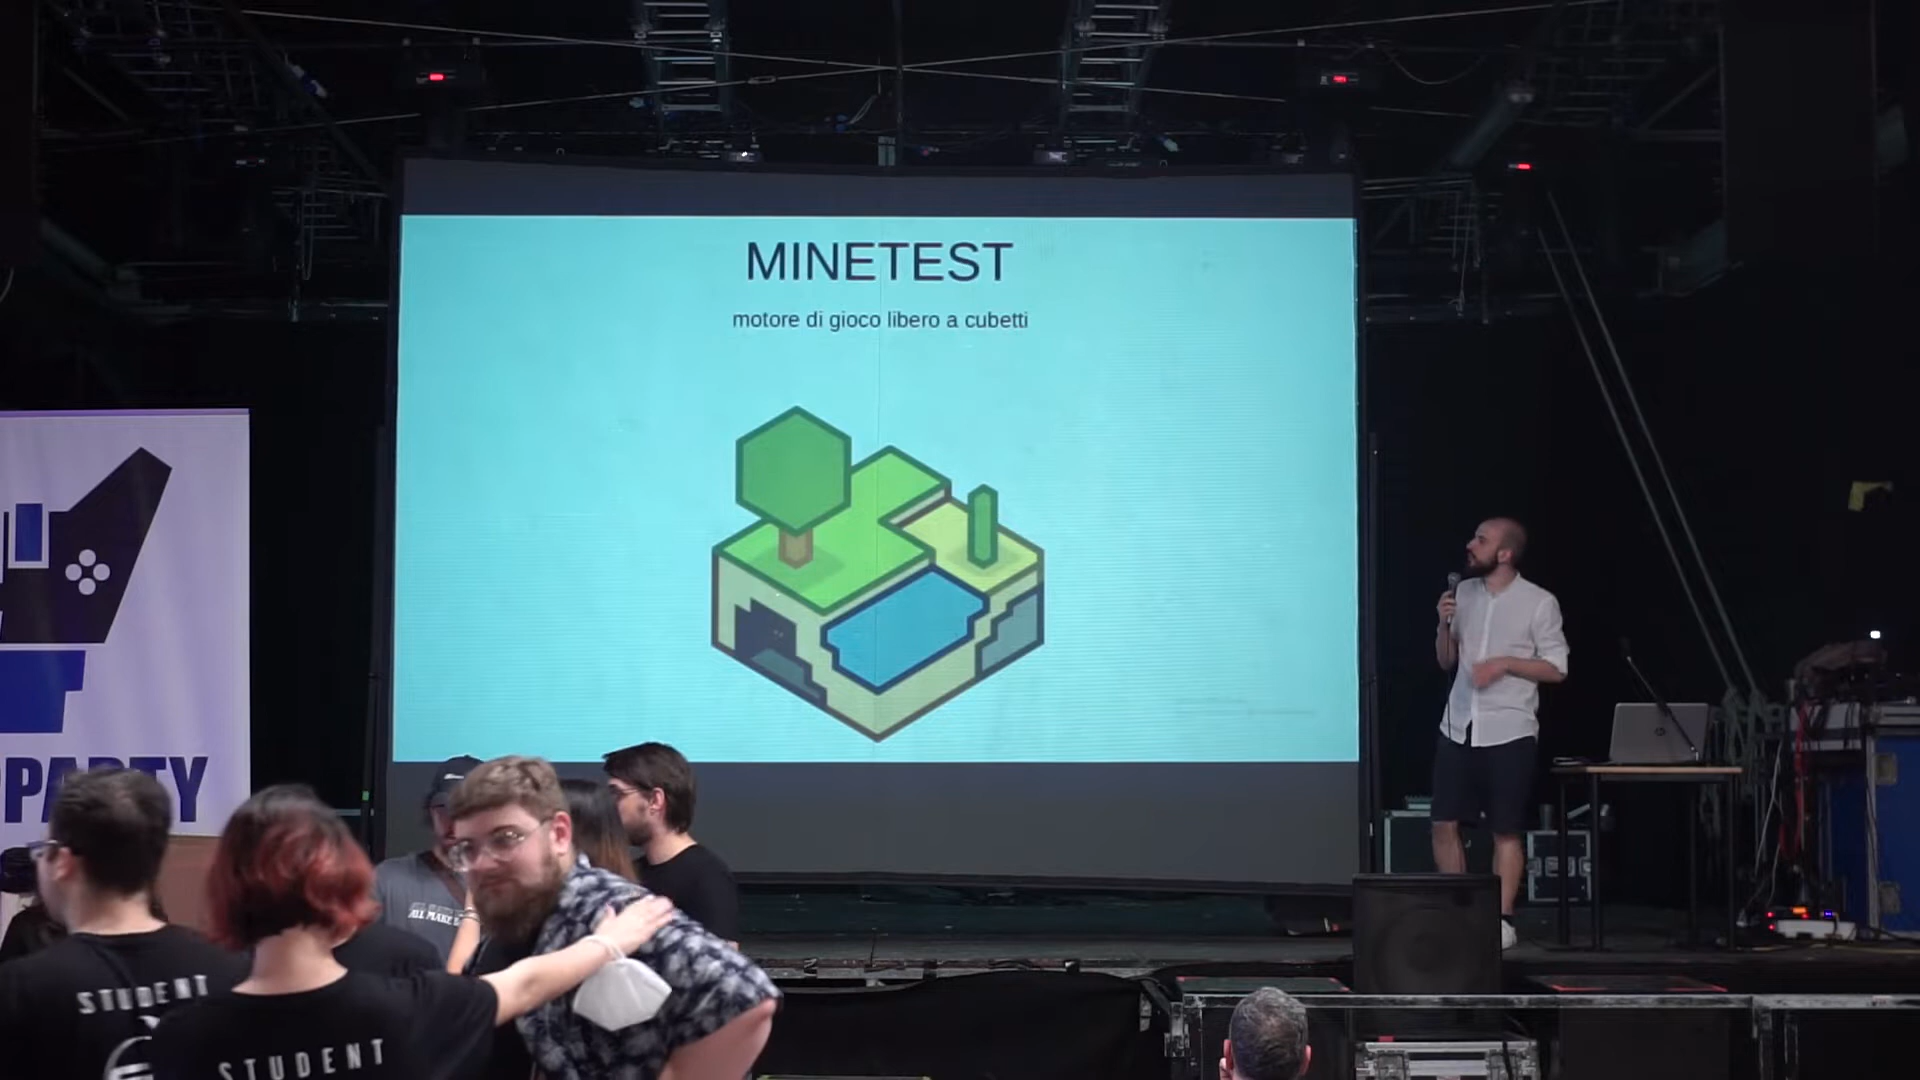 MINETEST
motore di gioco libero a cubetti
PARTY
STUDENT
STUDENT